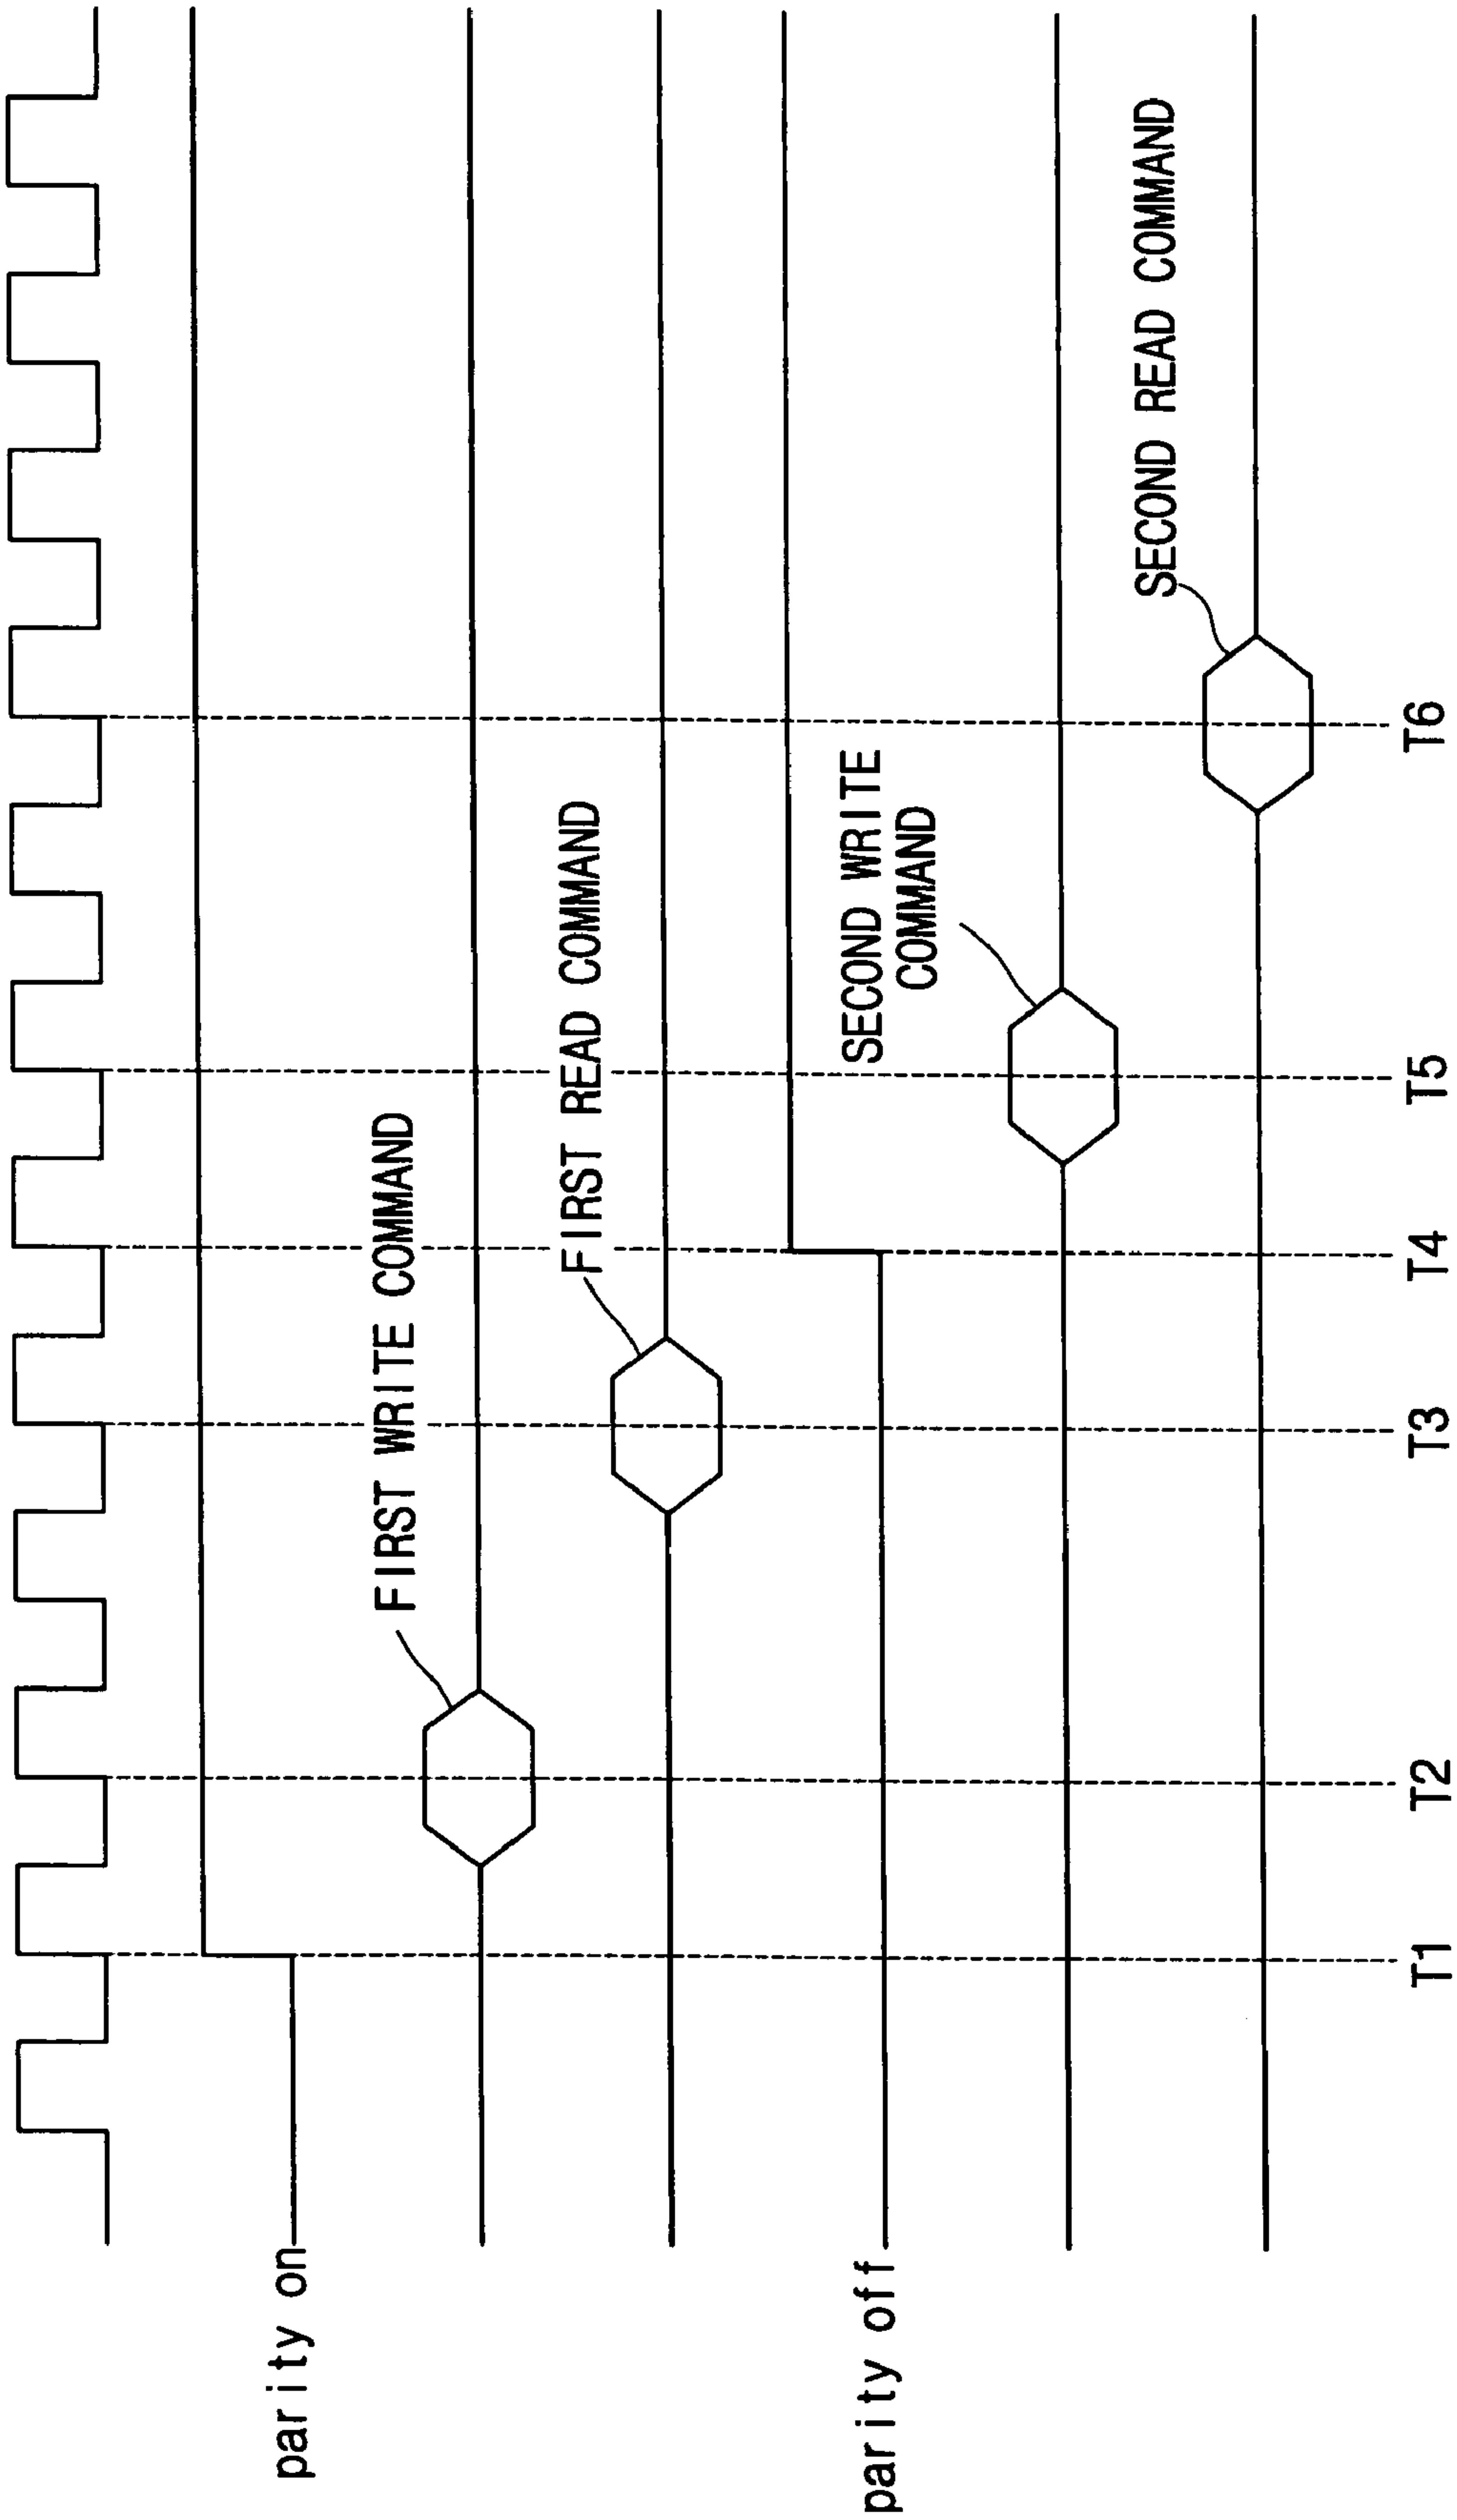 parity on
FIRST WRITE COMMAND
FIRST READ COMMAND
parity off
SECOND WRITE
COMMAND
SECOND READ COMMAND
T1 T2 T3 T4 T5 T6